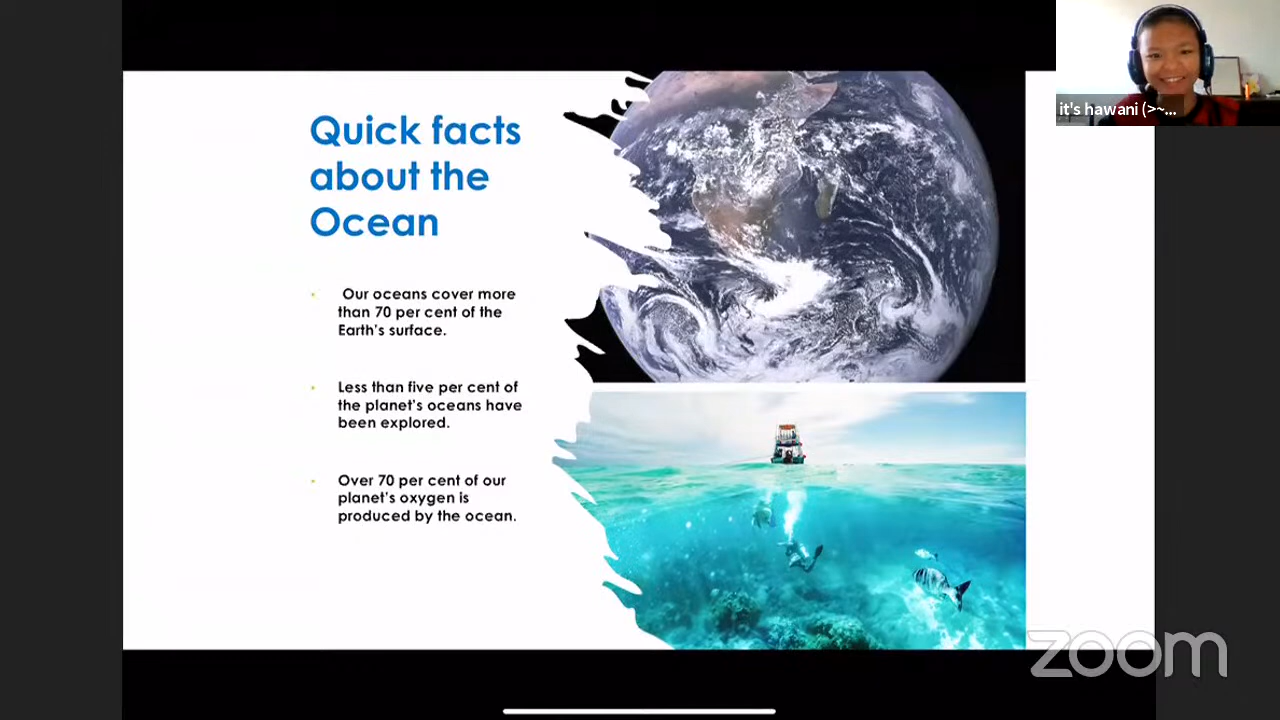 Quick facts
about the
Ocean
Our oceans cover more
than 70 per cent of the
Earth's surface.
Less than five per cent of
the planet's oceans have
been explored.
Over 70 per cent of our
planet's oxygen is
produced by the ocean.
it's hawani (>~...
zoom